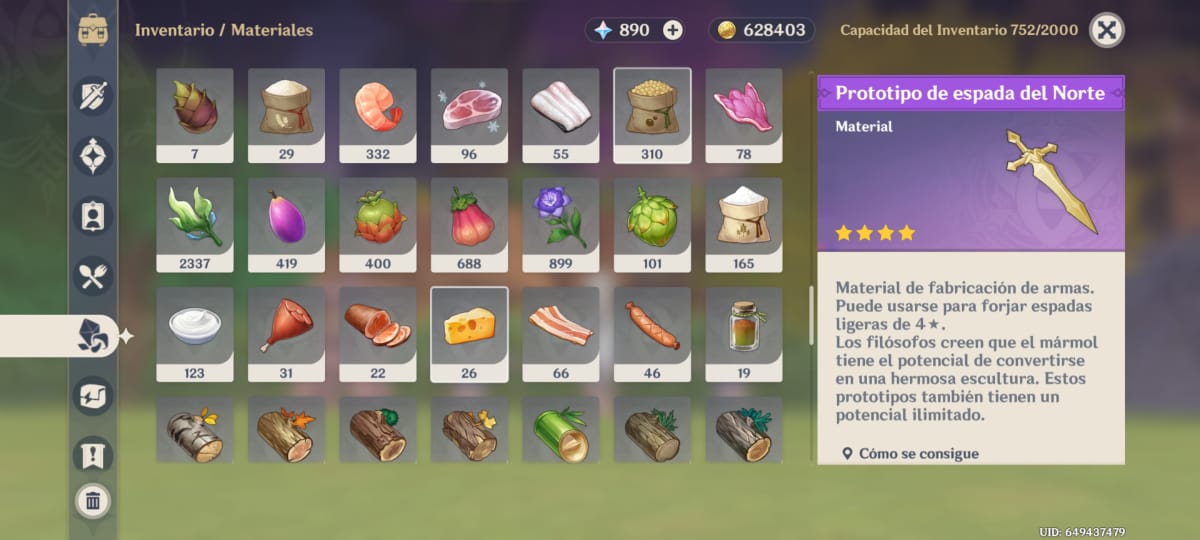 Inventario / Materiales
890
628403
Capacidad del Inventario 752/2000
7
29
332
96
55
310
78
2337
419
400
688
899
101
165
123
31
22
26
66
46
19
Prototipo de espada del Norte
Material
Material de fabricación de armas.
Puede usarse para forjar espadas
ligeras de 4★.
Los filósofos creen que el mármol
tiene el potencial de convertirse
en una hermosa escultura. Estos
prototipos también tienen un
potencial ilimitado.
Cómo se consigue
UID: 649437479